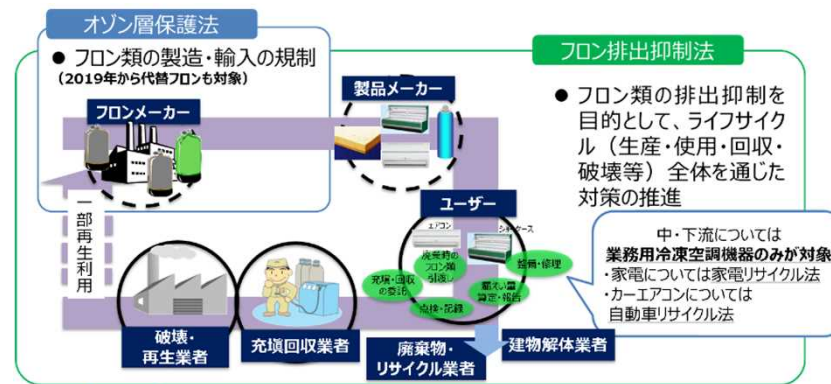 オゾン層保護法
● フロン類の製造・輸入の規制
（2019年から代替フロンも対象）
フロンメーカー
製品メーカー
フロン排出抑制法
● フロン類の排出抑制を
目的として、ライフサイク
ル（生産・使用・回収・
破壊等）全体を通じた
対策の推進
一部再生利用
ユーザー
エアコン
ショーケース
廃棄時の
フロン類
引渡し
整備・修理
充填・回収
の委託
漏えい量
算定・報告
点検・記録
中・下流については
業務用冷凍空調機器のみが対象
・家電については家電リサイクル法
・カーエアコンについては
自動車リサイクル法
破壊・
再生業者
充塡回収業者
廃棄物・
リサイクル業者
建物解体業者